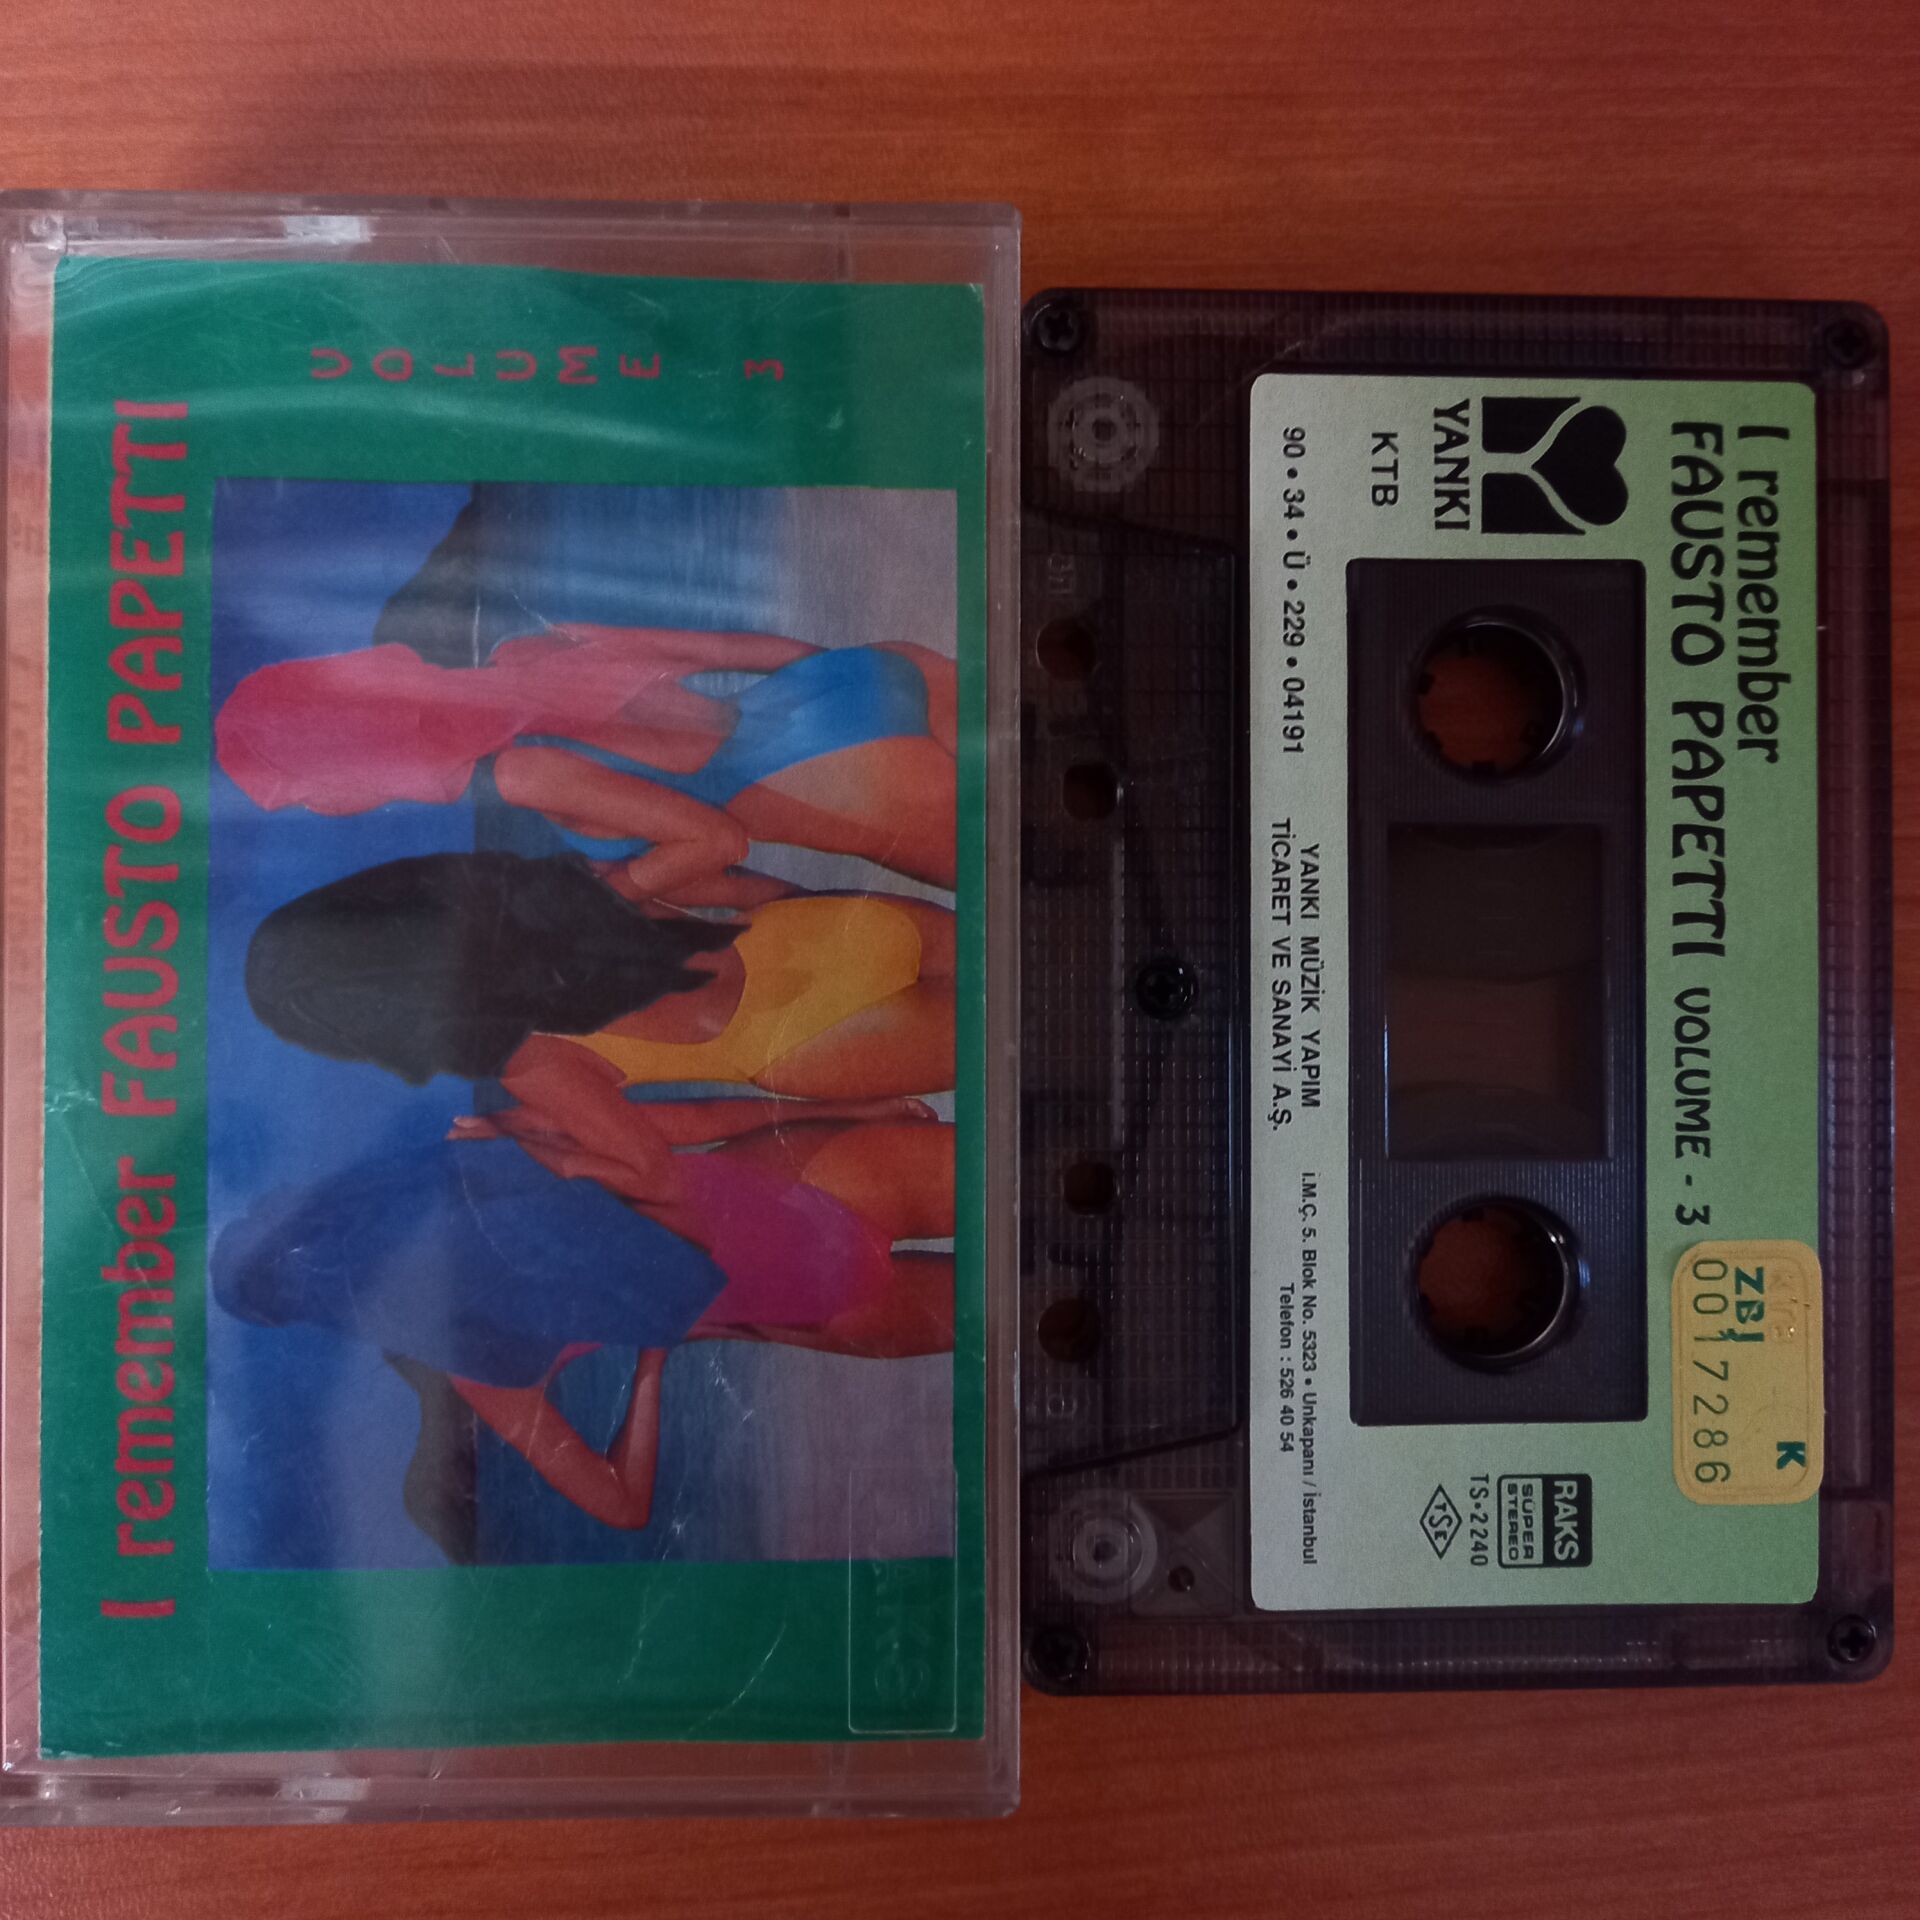 I remember FAUSTO PAPETTI
VOLUME 3
I remember
FAUSTO PAPETTI VOLUME - 3
ZBJ K
0017286
YANKI
KTB
RAKS
SÜPER
STEREO
TS•2240
TSE
90 • 34 • Ü • 229 • 04191
YANKI MÜZİK YAPIM
TİCARET VE SANAYİ A.Ş.
İ.M.Ç. 5. Blok No. 5323 • Unkapanı / İstanbul
Telefon : 526 40 54